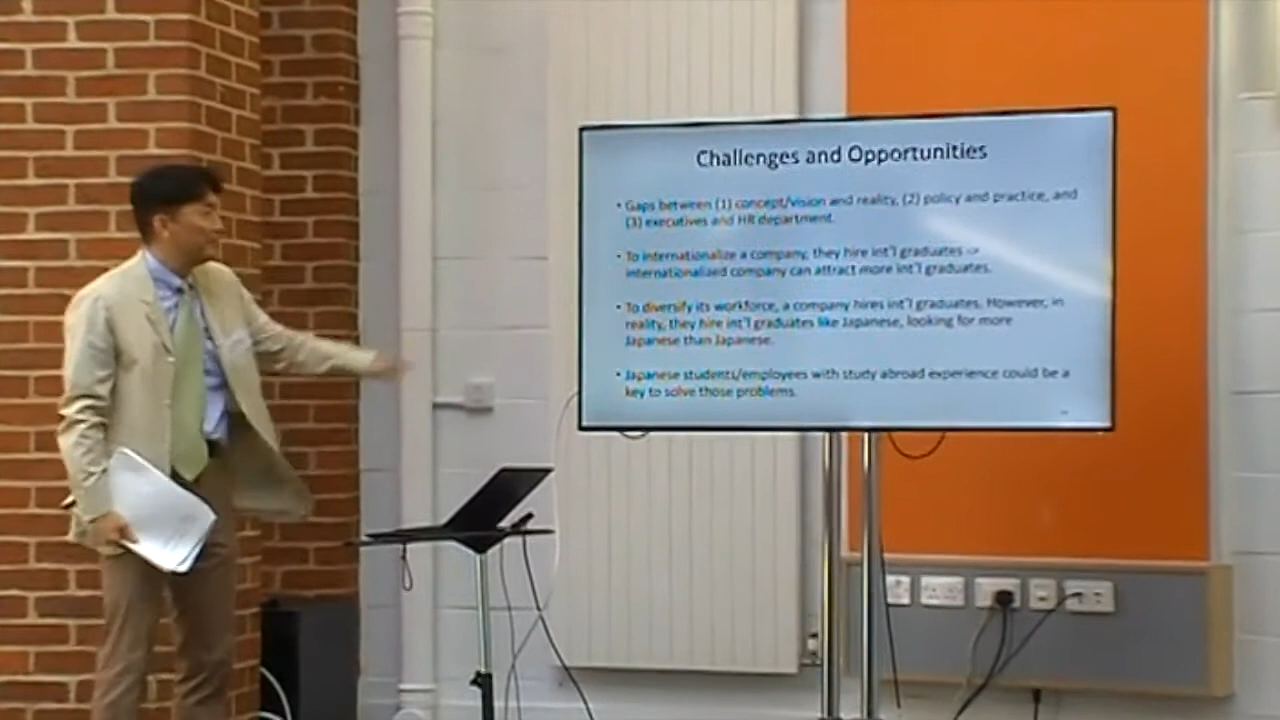 Challenges and Opportunities
• Gaps between (1) concept/vision and reality, (2) policy and practice, and
(3) executives and HR department.
• To internationalize a company, they hire int'l graduates ->
internationalized company can attract more int'l graduates.
• To diversify its workforce, a company hires int'l graduates. However, in
reality, they hire int'l graduates like Japanese, looking for more
Japanese than Japanese.
• Japanese students/employees with study abroad experience could be a
key to solve those problems.